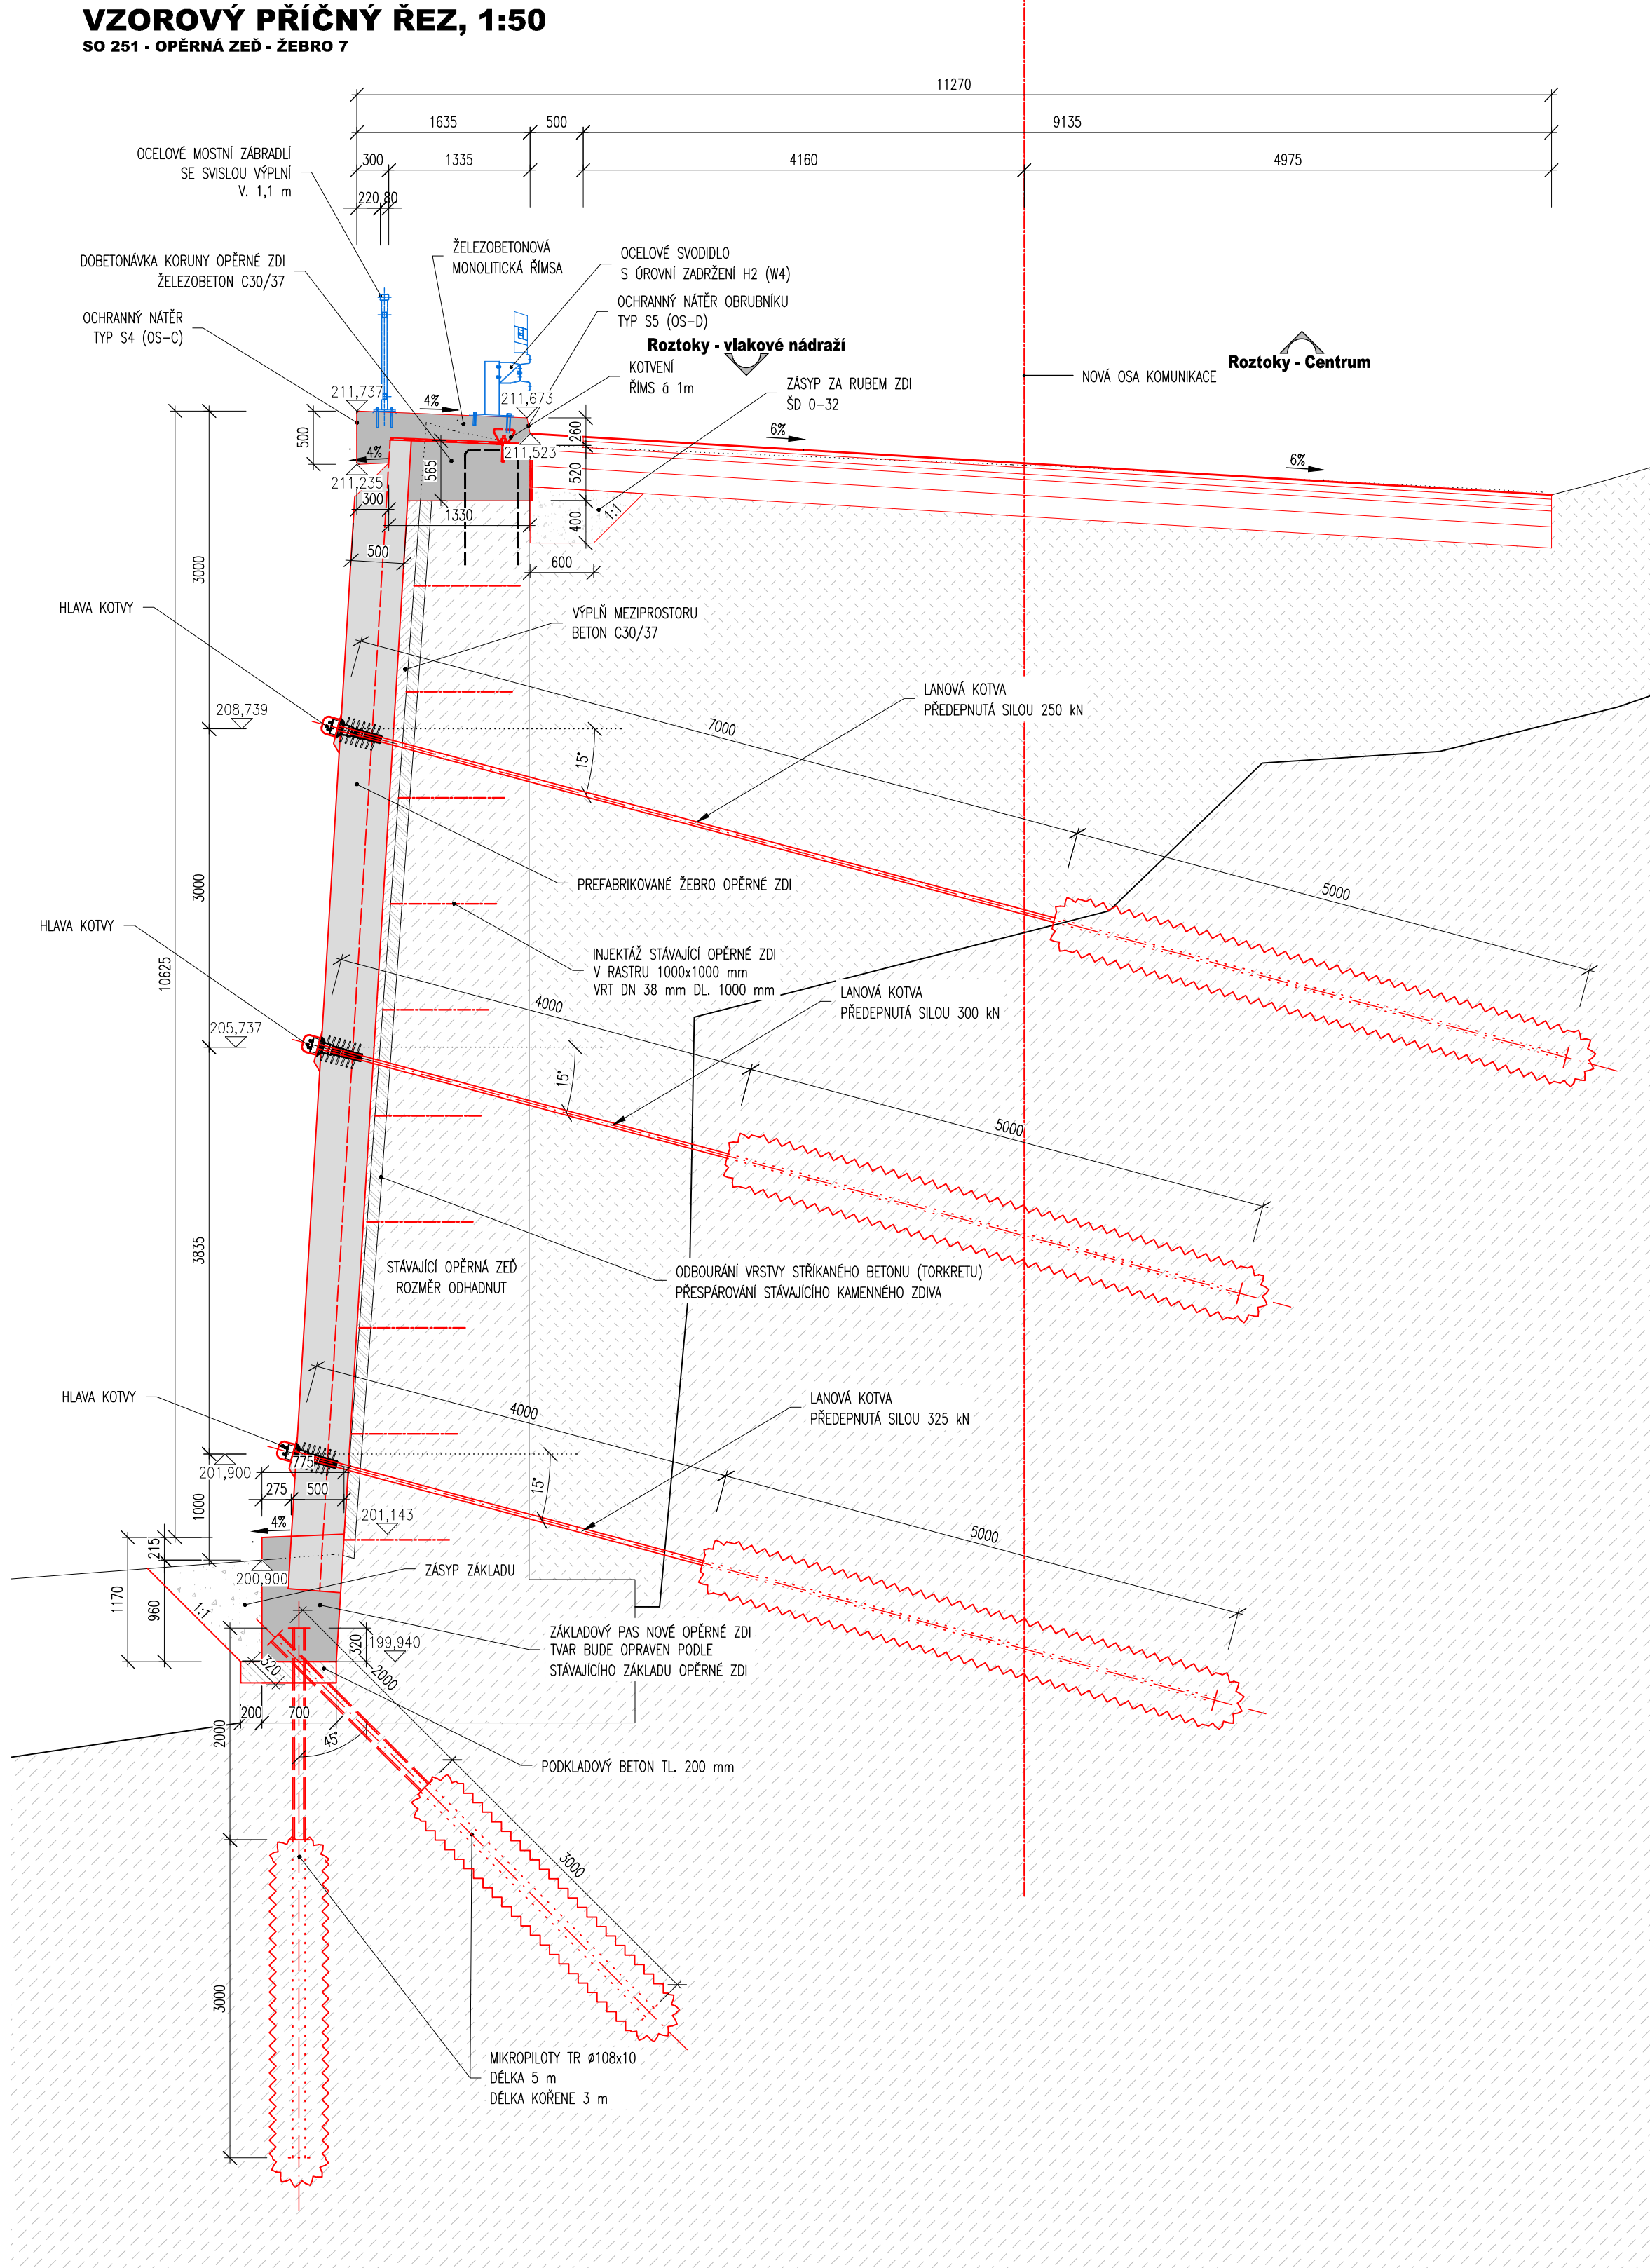 VZOROVÝ PŘÍČNÝ ŘEZ, 1:50
SO 251 - OPĚRNÁ ZEĎ - ŽEBRO 7
11270
1635
500
9135
300
1335
4160
4975
220
80
OCELOVÉ MOSTNÍ ZÁBRADLÍ
SE SVISLOU VÝPLNÍ
V. 1,1 m
DOBETONÁVKA KORUNY OPĚRNÉ ZDI
ŽELEZOBETON C30/37
OCHRANNÝ NÁTĚR
TYP S4 (OS-C)
ŽELEZOBETONOVÁ
MONOLITICKÁ ŘÍMSA
OCELOVÉ SVODIDLO
S ÚROVNÍ ZADRŽENÍ H2 (W4)
OCHRANNÝ NÁTĚR OBRUBNÍKU
TYP S5 (OS-D)
Roztoky - vlakové nádraží
KOTVENÍ
ŘÍMS á 1m
ZÁSYP ZA RUBEM ZDI
ŠD 0-32
NOVÁ OSA KOMUNIKACE
Roztoky - Centrum
211,737
4%
211,673
500
4%
211,235
565
211,523
260
520
400
6%
6%
300
1330
1:1
500
600
3000
HLAVA KOTVY
VÝPLŇ MEZIPROSTORU
BETON C30/37
208,739
LANOVÁ KOTVA
PŘEDEPNUTÁ SILOU 250 kN
7000
15°
3000
PREFABRIKOVANÉ ŽEBRO OPĚRNÉ ZDI
5000
HLAVA KOTVY
10625
INJEKTÁŽ STÁVAJÍCÍ OPĚRNÉ ZDI
V RASTRU 1000x1000 mm
VRT DN 38 mm DL. 1000 mm
LANOVÁ KOTVA
PŘEDEPNUTÁ SILOU 300 kN
4000
205,737
15°
5000
3835
STÁVAJÍCÍ OPĚRNÁ ZEĎ
ROZMĚR ODHADNUT
ODBOURÁNÍ VRSTVY STŘÍKANÉHO BETONU (TORKRETU)
PŘESPÁROVÁNÍ STÁVAJÍCÍHO KAMENNÉHO ZDIVA
HLAVA KOTVY
4000
LANOVÁ KOTVA
PŘEDEPNUTÁ SILOU 325 kN
775
201,900
275
500
15°
1000
4%
201,143
5000
215
1170
960
200,900
ZÁSYP ZÁKLADU
1:1
ZÁKLADOVÝ PAS NOVÉ OPĚRNÉ ZDI
TVAR BUDE OPRAVEN PODLE
STÁVAJÍCÍHO ZÁKLADU OPĚRNÉ ZDI
320
199,940
320
2000
200
700
2000
45°
PODKLADOVÝ BETON TL. 200 mm
3000
3000
MIKROPILOTY TR ø108x10
DÉLKA 5 m
DÉLKA KOŘENE 3 m